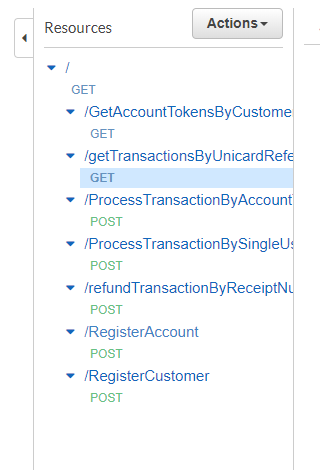 Resources
Actions
/
GET
/GetAccountTokensByCustome
GET
/getTransactionsByUnicardRefe
GET
/ProcessTransactionByAccount
POST
/ProcessTransactionBySingleUs
POST
/refundTransactionByReceiptNu
POST
/RegisterAccount
POST
/RegisterCustomer
POST